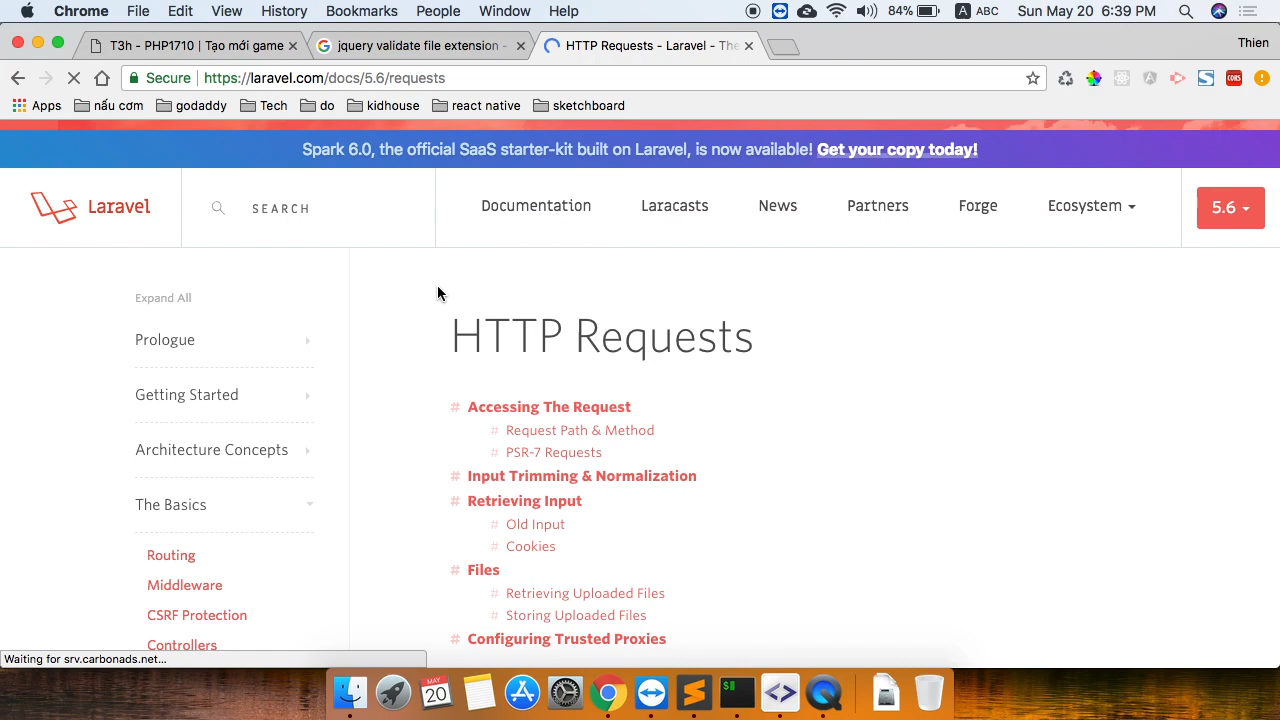 Chrome File Edit View History Bookmarks People Window Help 84% A ABC Sun May 20 6:39 PM
T3h - PHP1710 | Tạo mới game jquery validate file extension - HTTP Requests - Laravel - The Thien
Secure https://laravel.com/docs/5.6/requests CORS
Apps nấu cơm godaddy Tech do kidhouse react native sketchboard
Spark 6.0, the official SaaS starter-kit built on Laravel, is now available! Get your copy today!
Laravel SEARCH Documentation Laracasts News Partners Forge Ecosystem 5.6
Expand All
Prologue
Getting Started
Architecture Concepts
The Basics
Routing
Middleware
CSRF Protection
Controllers
HTTP Requests
# Accessing The Request
# Request Path & Method
# PSR-7 Requests
# Input Trimming & Normalization
# Retrieving Input
# Old Input
# Cookies
# Files
# Retrieving Uploaded Files
# Storing Uploaded Files
# Configuring Trusted Proxies
Waiting for srv.carbonads.net...
MAY
20
$